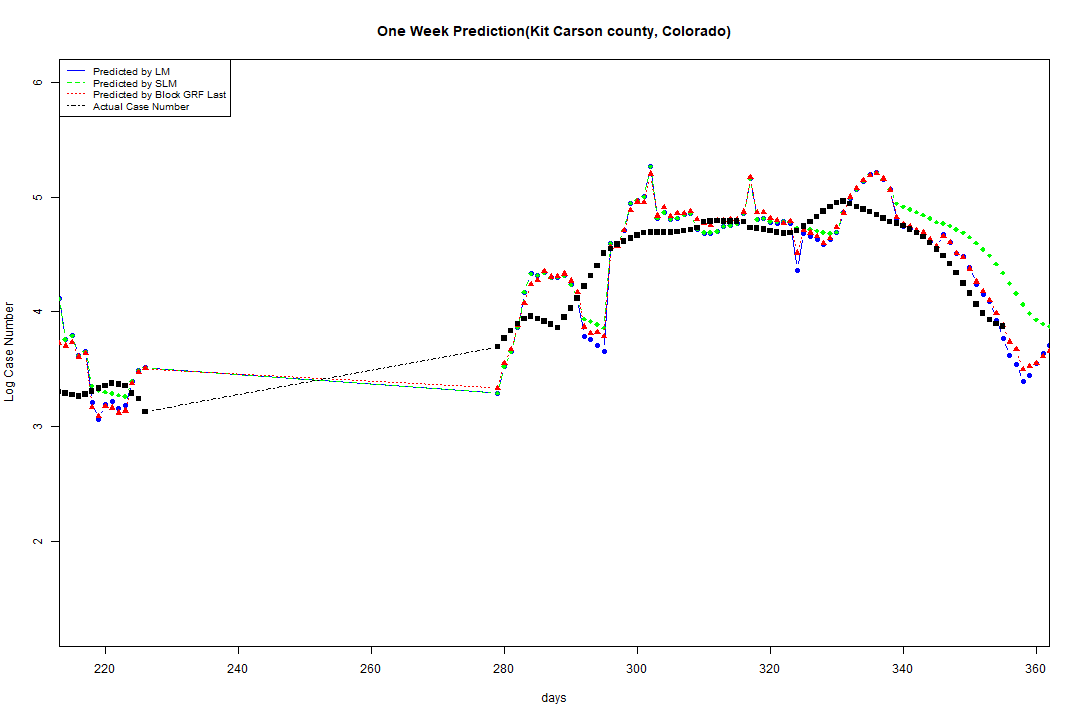 One Week Prediction(Kit Carson county, Colorado)
Predicted by LM
Predicted by SLM
Predicted by Block GRF Last
Actual Case Number
6
5
4
3
2
Log Case Number
220 240 260 280 300 320 340 360
days